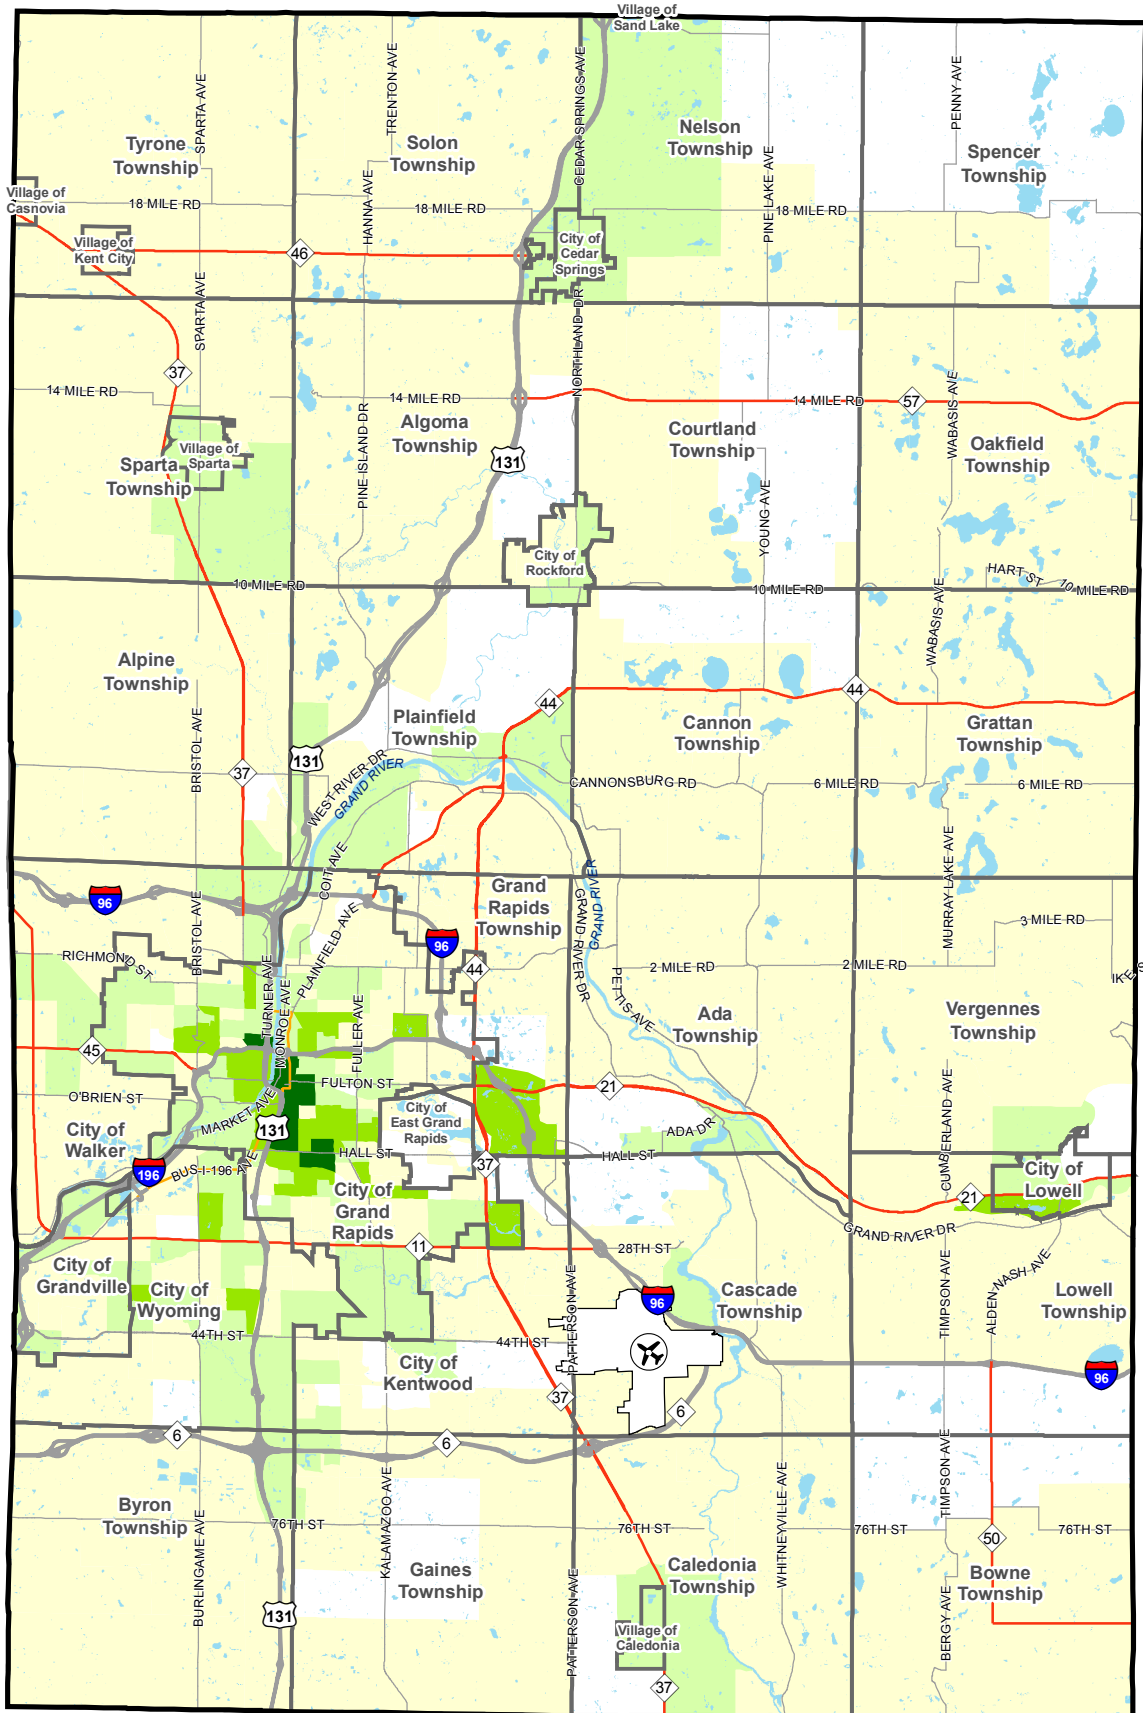 Village of
Sand Lake
SPARTA AVE
TRENTON AVE
CEDAR SPRINGS AVE
PENNY AVE
Tyrone
Township
Solon
Township
Nelson
Township
Spencer
Township
PINE LAKE AVE
HANNA AVE
Village of
Casnovia
18 MILE RD
18 MILE RD
18 MILE RD
Village of
Kent City
46
City of
Cedar
Springs
SPARTA AVE
NORTHLAND DR
37
14 MILE RD
14 MILE RD
14 MILE RD
57
WABASIS AVE
PINE ISLAND DR
Algoma
Township
Courtland
Township
Oakfield
Township
Village of
Sparta
Sparta
Township
131
YOUNG AVE
City of
Rockford
10 MILE RD
10 MILE RD
HART ST
10 MILE RD
WABASIS AVE
Alpine
Township
44
44
Plainfield
Township
Cannon
Township
Grattan
Township
BRISTOL AVE
131
37
WEST RIVER DR
GRAND RIVER
CANNONSBURG RD
6 MILE RD
6 MILE RD
COIT AVE
MURRAY LAKE AVE
Grand
Rapids
Township
GRAND RIVER
GRAND RIVER DR
96
BRISTOL AVE
PLAINFIELD AVE
96
3 MILE RD
RICHMOND ST
44
2 MILE RD
2 MILE RD
IKE S
TURNER AVE
MONROE AVE
FULLER AVE
PETTIS AVE
Ada
Township
Vergennes
Township
45
FULTON ST
21
O'BRIEN ST
MARKET AVE
City of
East Grand
Rapids
CUMBERLAND AVE
City of
Walker
131
ADA DR
HALL ST
HALL ST
196
BUS-I-196
AVE
37
City of
Lowell
21
City of
Grand
Rapids
GRAND RIVER DR
11
28TH ST
City of
Grandville
City of
Wyoming
PATTERSON AVE
96
Cascade
Township
TIMPSON AVE
ALDEN NASH AVE
Lowell
Township
44TH ST
44TH ST
City of
Kentwood
96
37
6
6
6
Byron
Township
BURLINGAME AVE
KALAMAZOO AVE
WHITNEYVILLE AVE
TIMPSON AVE
76TH ST
76TH ST
76TH ST
76TH ST
50
Gaines
Township
Caledonia
Township
Bowne
Township
131
PATTERSON AVE
Village of
Caledonia
BERGY AVE
37